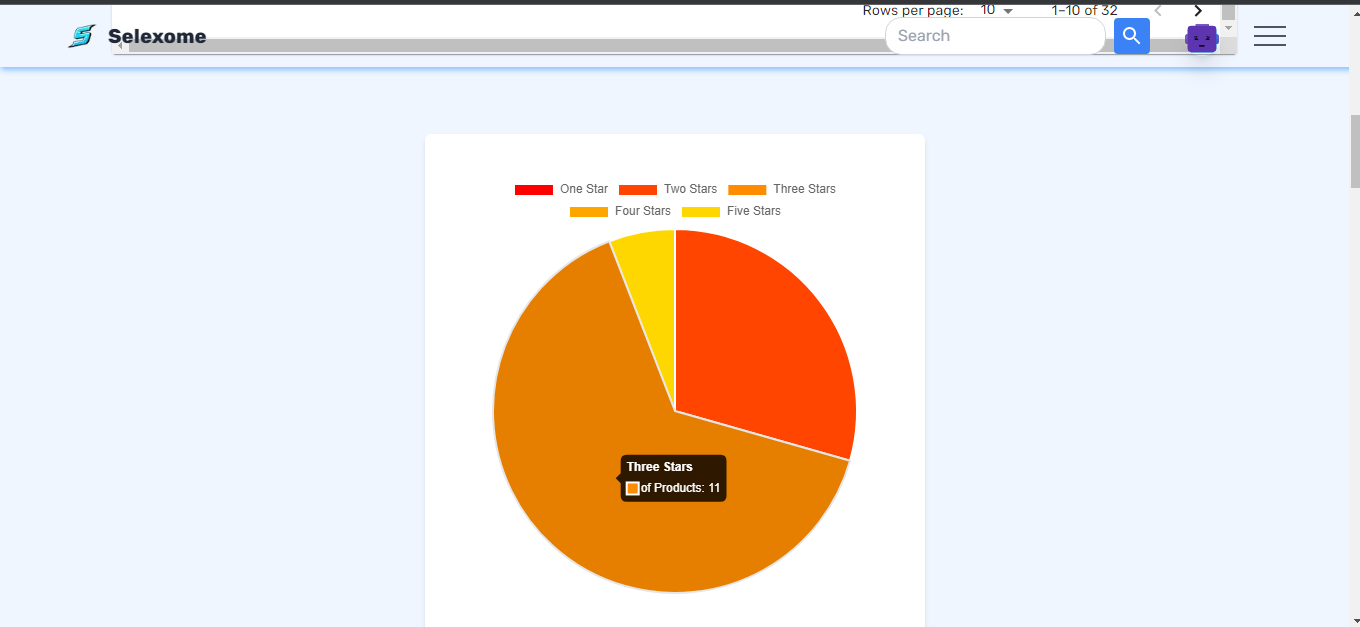 Rows per page: 10 1–10 of 32
Selexome
Search
One Star Two Stars Three Stars
Four Stars Five Stars
Three Stars
of Products: 11